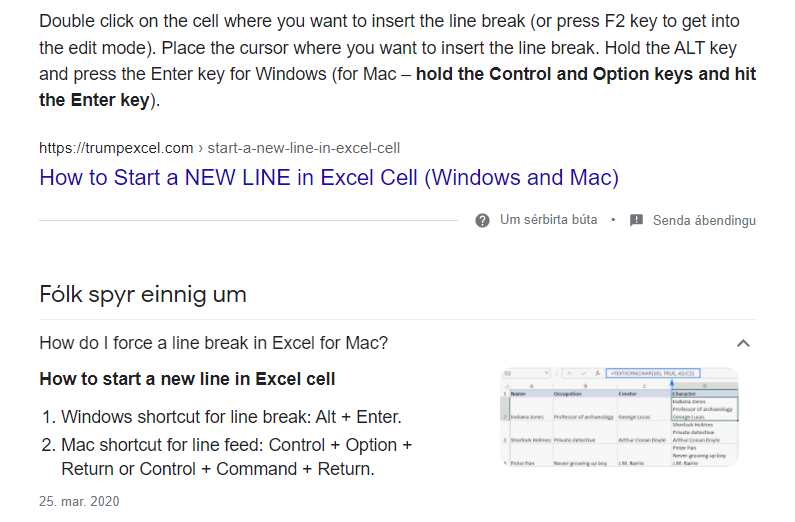 Double click on the cell where you want to insert the line break (or press F2 key to get into
the edit mode). Place the cursor where you want to insert the line break. Hold the ALT key
and press the Enter key for Windows (for Mac – hold the Control and Option keys and hit
the Enter key).
https://trumpexcel.com › start-a-new-line-in-excel-cell
How to Start a NEW LINE in Excel Cell (Windows and Mac)
Um sérbirta búta • Senda ábendingu
Fólk spyr einnig um
How do I force a line break in Excel for Mac?
How to start a new line in Excel cell
1. Windows shortcut for line break: Alt + Enter.
2. Mac shortcut for line feed: Control + Option +
Return or Control + Command + Return.
25. mar. 2020
A B C D
1 Name Occupation Creator Character
Indiana Jones
Professor of archaeology
2 Indiana Jones Professor of archaeology George Lucas George Lucas
Sherlock Holmes
Private detective
3 Sherlock Holmes Private detective Arthur Conan Doyle Arthur Conan Doyle
Peter Pan
Never growing up boy
4 Peter Pan Never growing up boy J.M. Barrie J.M. Barrie